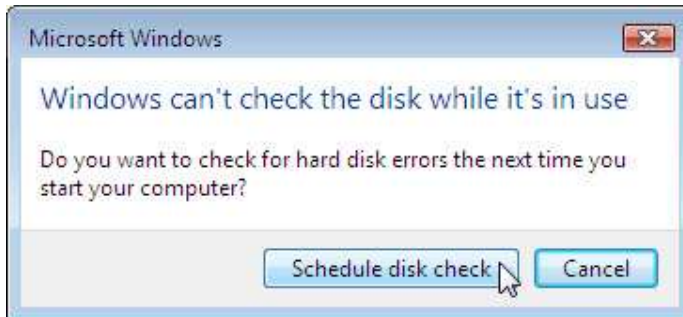 Microsoft Windows
Windows can't check the disk while it's in use
Do you want to check for hard disk errors the next time you
start your computer?
Schedule disk check
Cancel